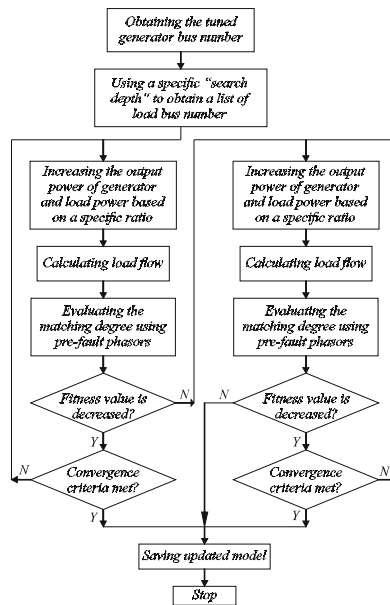 Obtaining the tuned
generator bus number
Using a specific “search
depth“ to obtain a list of
load bus number
Increasing the output
power of generator
and load power based
on a specific ratio
Calculating load flow
Evaluating the
matching degree using
pre-fault phasors
Fitness value is
decreased?
N
Y
Convergence
criteria met?
N
Y
Increasing the output
power of generator
and load power based
on a specific ratio
Calculating load flow
Evaluating the
matching degree using
pre-fault phasors
Fitness value is
decreased?
N
Y
Convergence
criteria met?
N
Y
Saving updated model
Stop